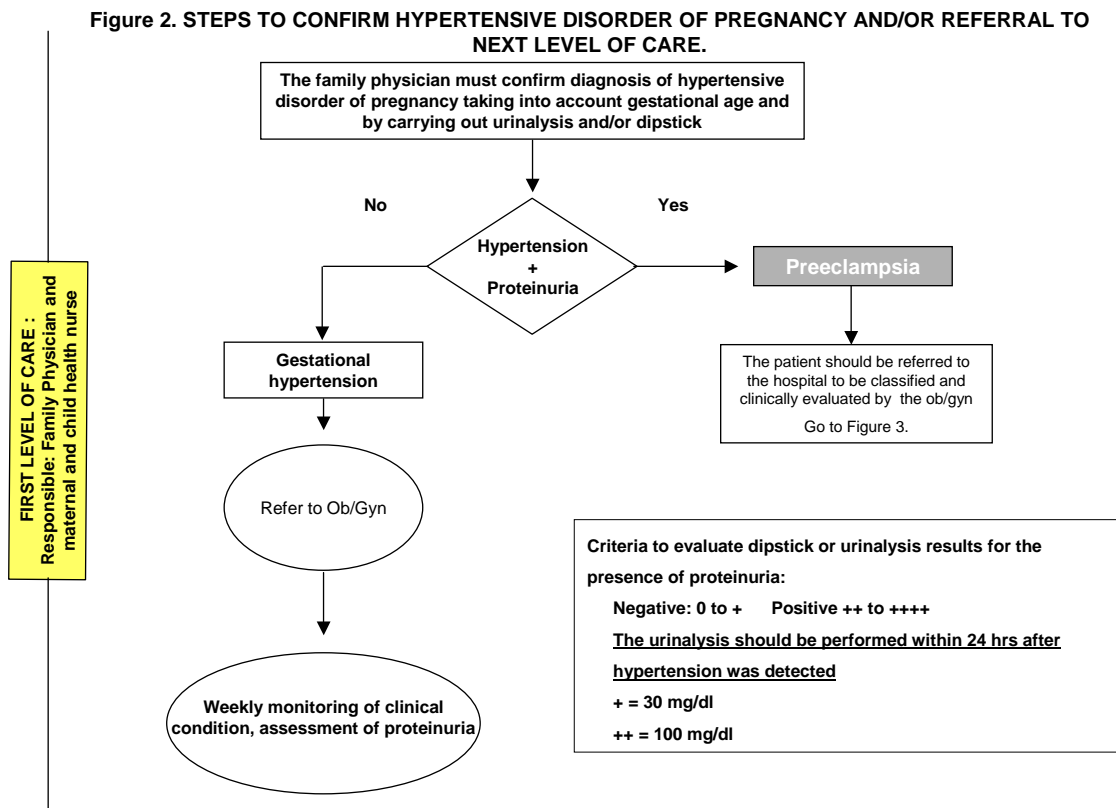 Figure 2. STEPS TO CONFIRM HYPERTENSIVE DISORDER OF PREGNANCY AND/OR REFERRAL TO
NEXT LEVEL OF CARE.
The family physician must confirm diagnosis of hypertensive
disorder of pregnancy taking into account gestational age and
by carrying out urinalysis and/or dipstick
No
Yes
Hypertension
+
Proteinuria
Preeclampsia
Gestational
hypertension
The patient should be referred to
the hospital to be classified and
clinically evaluated by the ob/gyn
Go to Figure 3.
FIRST LEVEL OF CARE :
Responsible: Family Physician and
maternal and child health nurse
Refer to Ob/Gyn
Weekly monitoring of clinical
condition, assessment of proteinuria
Criteria to evaluate dipstick or urinalysis results for the
presence of proteinuria:
Negative: 0 to + Positive ++ to ++++
The urinalysis should be performed within 24 hrs after
hypertension was detected
+ = 30 mg/dl
++ = 100 mg/dl